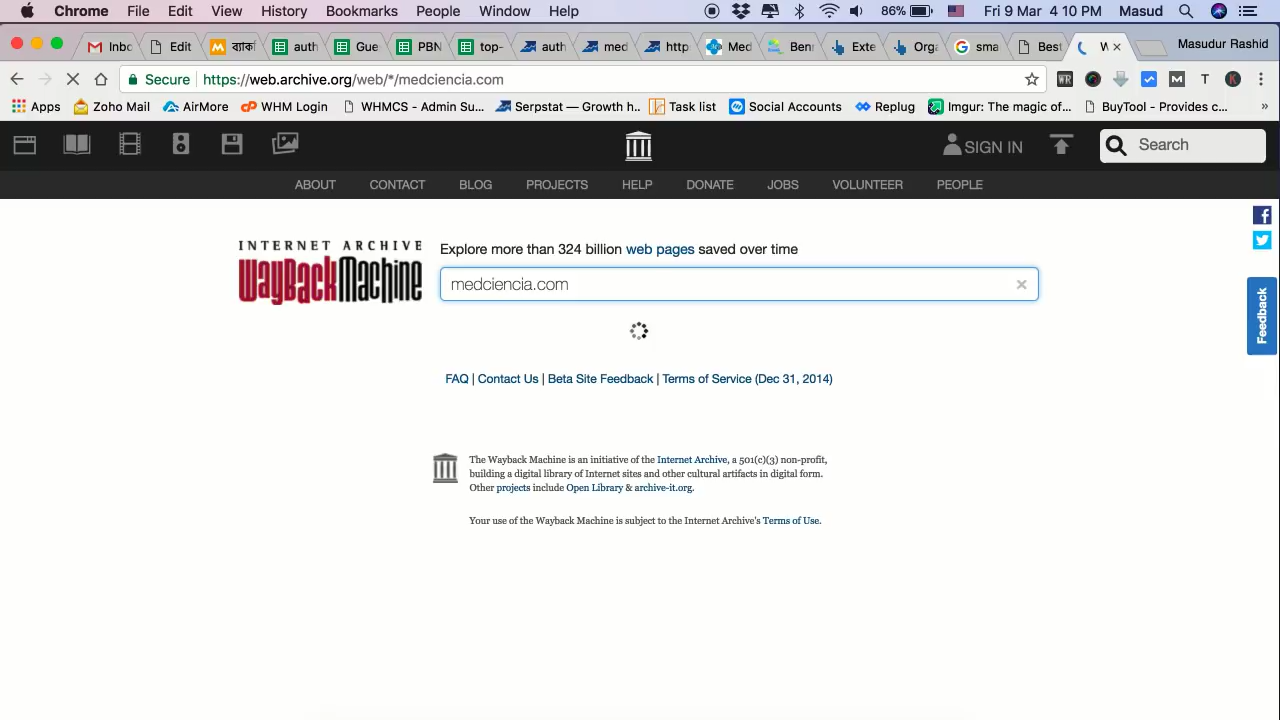 Chrome File Edit View History Bookmarks People Window Help 86% Fri 9 Mar 4:10 PM Masud
Inbo Edit ব্যাকি auth Gue PBN top- auth med http Med Ben Exte Orga sma Best W Masudur Rashid
Secure https://web.archive.org/web/*/medciencia.com
Apps Zoho Mail AirMore WHM Login WHMCS - Admin Su... Serpstat — Growth h.. Task list Social Accounts Replug Imgur: The magic of... BuyTool - Provides c... »
SIGN IN Search
ABOUT CONTACT BLOG PROJECTS HELP DONATE JOBS VOLUNTEER PEOPLE
INTERNET ARCHIVE
WayBackMachine
Explore more than 324 billion web pages saved over time
medciencia.com
Feedback
FAQ | Contact Us | Beta Site Feedback | Terms of Service (Dec 31, 2014)
The Wayback Machine is an initiative of the Internet Archive, a 501(c)(3) non-profit,
building a digital library of Internet sites and other cultural artifacts in digital form.
Other projects include Open Library & archive-it.org.
Your use of the Wayback Machine is subject to the Internet Archive's Terms of Use.